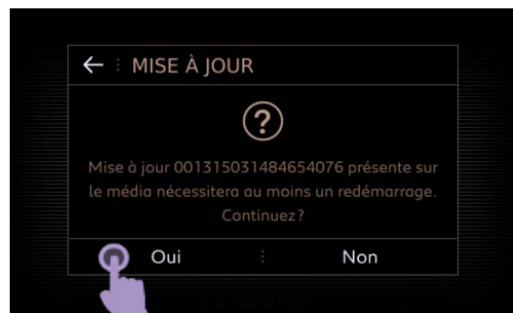 MISE À JOUR
Mise à jour 001315031484654076 présente sur
le média nécessitera au moins un redémarrage.
Continuez?
Oui
Non